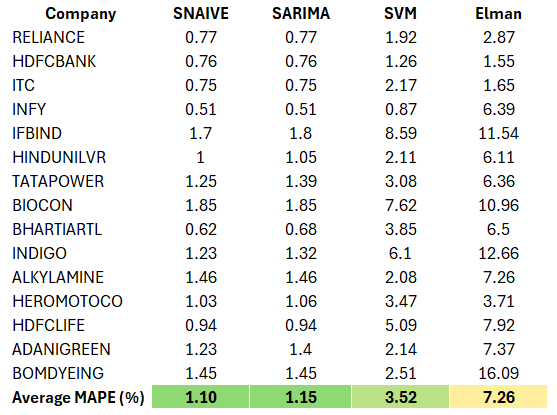 Company SNAIVE SARIMA SVM Elman
RELIANCE 0.77 0.77 1.92 2.87
HDFCBANK 0.76 0.76 1.26 1.55
ITC 0.75 0.75 2.17 1.65
INFY 0.51 0.51 0.87 6.39
IFBIND 1.7 1.8 8.59 11.54
HINDUNILVR 1 1.05 2.11 6.11
TATAPOWER 1.25 1.39 3.08 6.36
BIOCON 1.85 1.85 7.62 10.96
BHARTIARTL 0.62 0.68 3.85 6.5
INDIGO 1.23 1.32 6.1 12.66
ALKYLAMINE 1.46 1.46 2.08 7.26
HEROMOTOCO 1.03 1.06 3.47 3.71
HDFCLIFE 0.94 0.94 5.09 7.92
ADANIGREEN 1.23 1.4 2.14 7.37
BOMDYEING 1.45 1.45 2.51 16.09
Average MAPE (%) 1.10 1.15 3.52 7.26